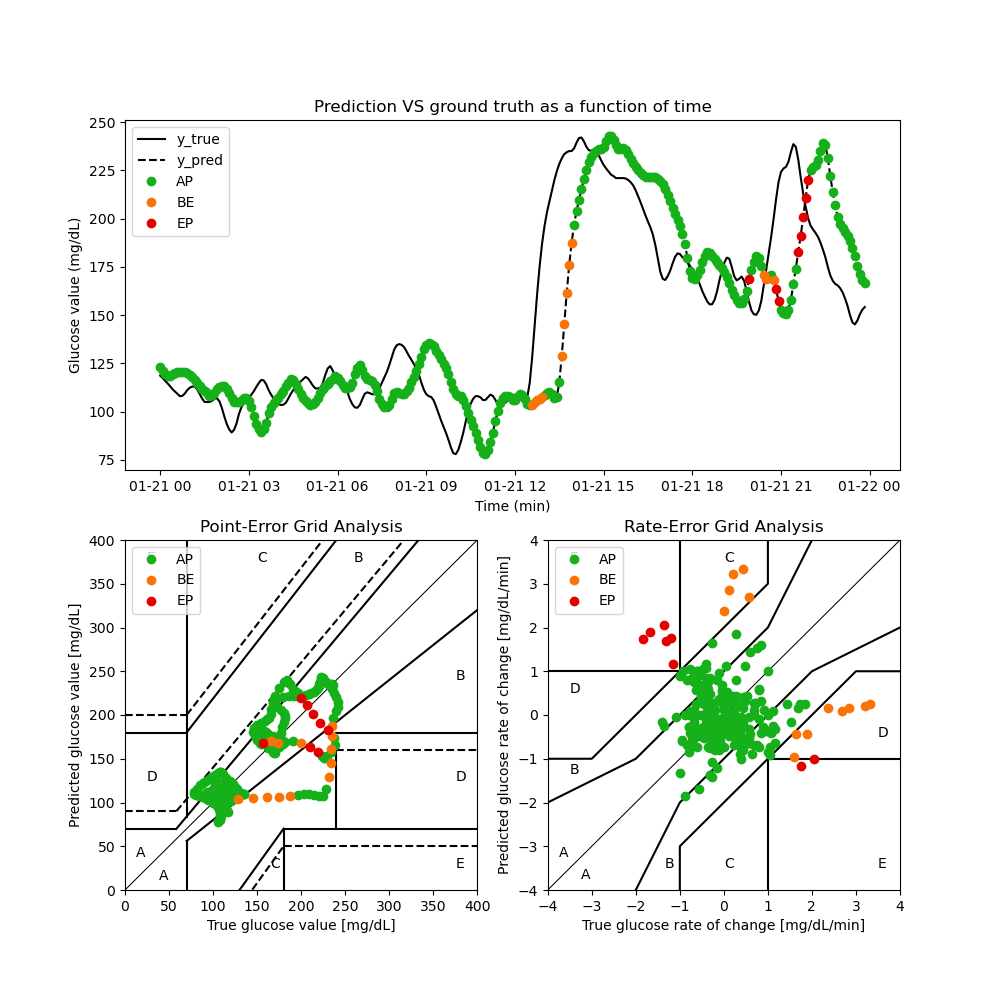 Prediction VS ground truth as a function of time
Glucose value (mg/dL)
250
225
200
175
150
125
100
75
y_true
y_pred
AP
BE
EP
01-21 00 01-21 03 01-21 06 01-21 09 01-21 12 01-21 15 01-21 18 01-21 21 01-22 00
Time (min)
Point-Error Grid Analysis
Predicted glucose value [mg/dL]
400
350
300
250
200
150
100
50
0
AP
BE
EP
C B
B
D D
A
A C E
0 50 100 150 200 250 300 350 400
True glucose value [mg/dL]
Rate-Error Grid Analysis
Predicted glucose rate of change [mg/dL/min]
4
3
2
1
0
−1
−2
−3
−4
AP
BE
EP
C
D
D
B
A
A B C E
−4 −3 −2 −1 0 1 2 3 4
True glucose rate of change [mg/dL/min]